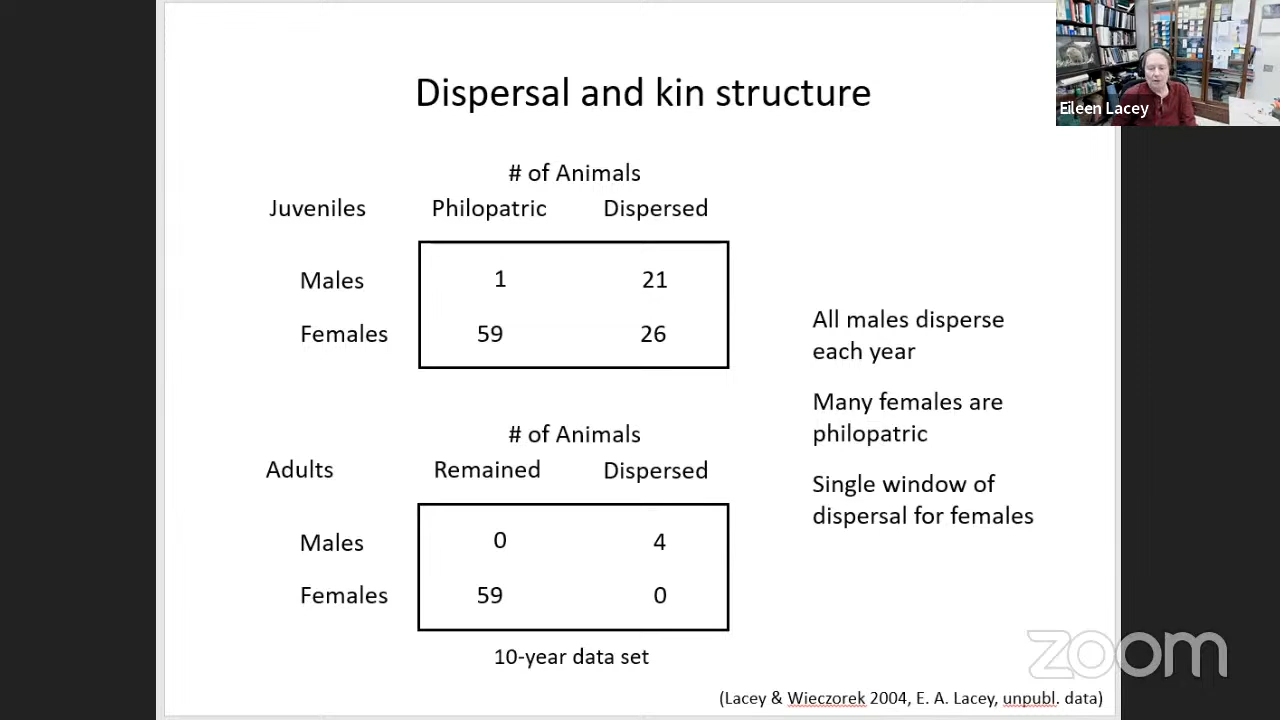 Dispersal and kin structure
Eileen Lacey
# of Animals
Juveniles Philopatric Dispersed
Males 1 21
Females 59 26
All males disperse
each year
Many females are
philopatric
# of Animals
Adults Remained Dispersed
Single window of
dispersal for females
Males 0 4
Females 59 0
10-year data set
zoom
(Lacey & Wieczorek 2004, E. A. Lacey, unpubl. data)